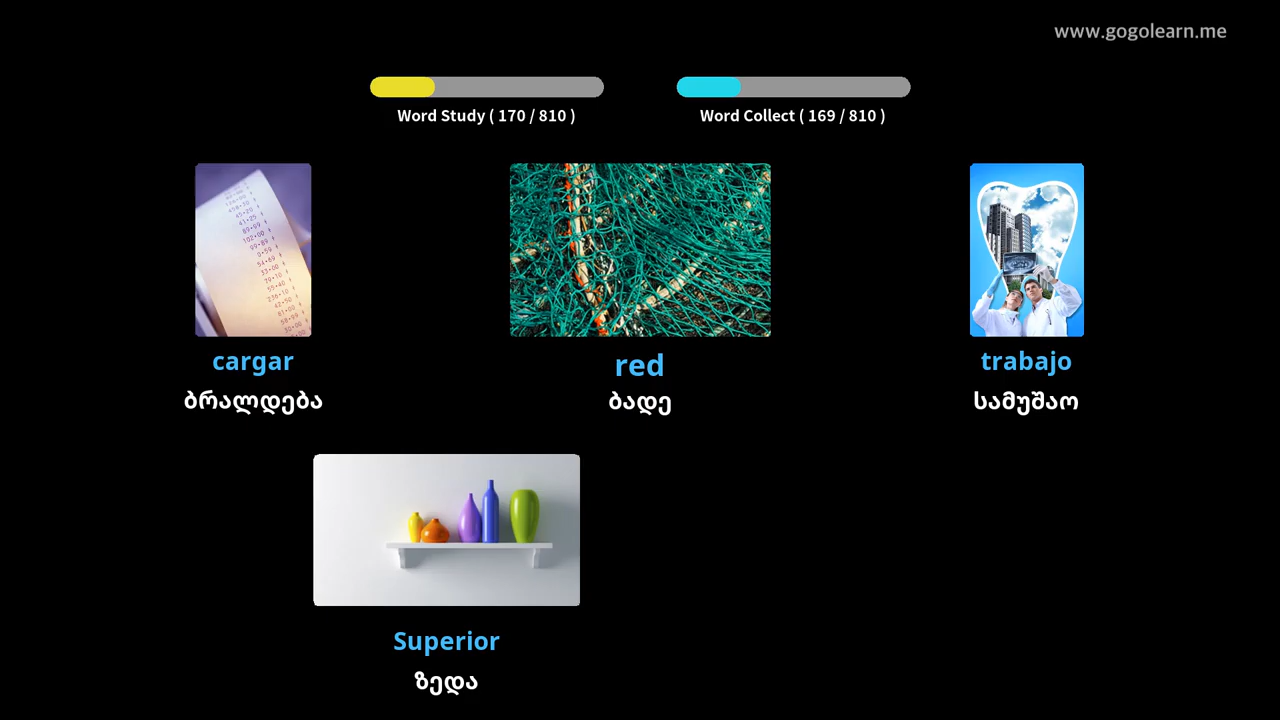 www.gogolearn.me
Word Study ( 170 / 810 )
Word Collect ( 169 / 810 )
cargar
ბრალდება
red
ბადე
trabajo
სამუშაო
Superior
ზედა